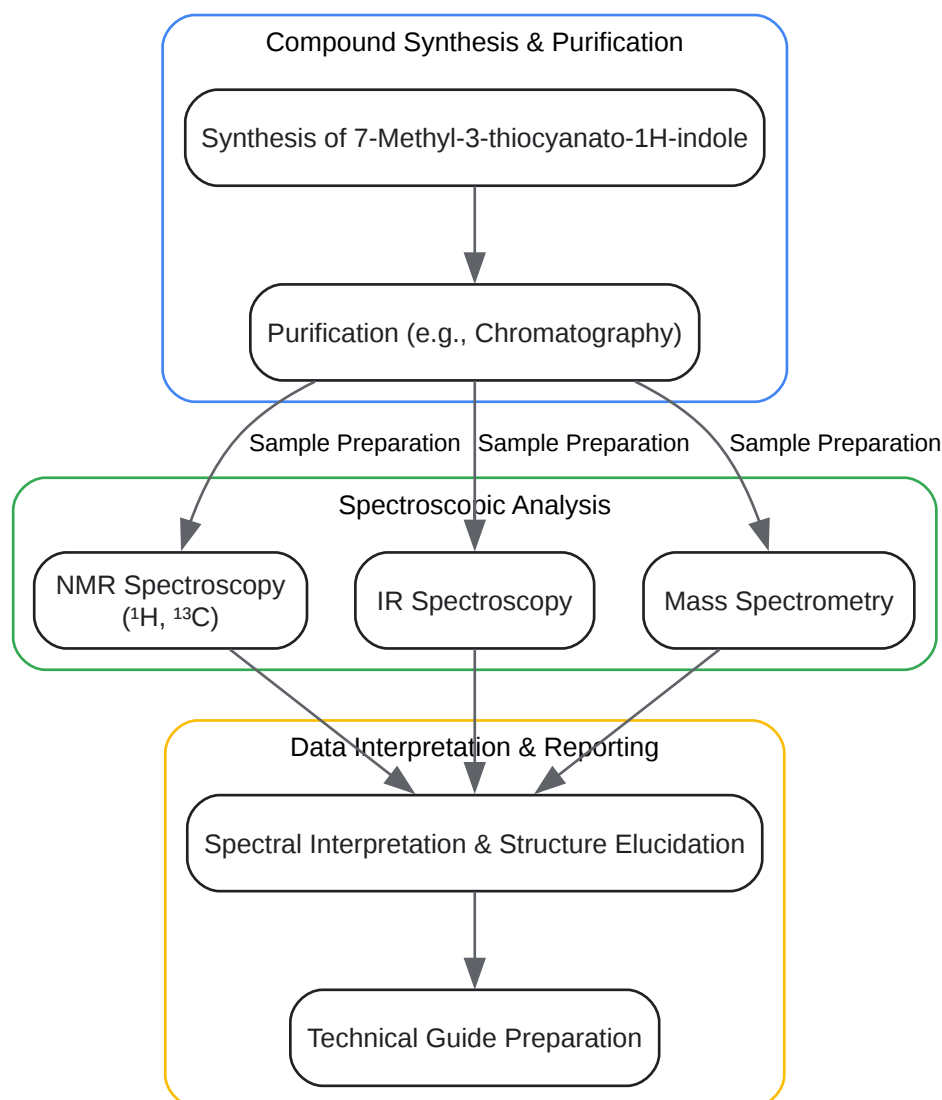 Compound Synthesis & Purification
Synthesis of 7-Methyl-3-thiocyanato-1H-indole
Purification (e.g., Chromatography)
Sample Preparation
Sample Preparation
Sample Preparation
Spectroscopic Analysis
NMR Spectroscopy
(¹H, ¹³C)
IR Spectroscopy
Mass Spectrometry
Data Interpretation & Reporting
Spectral Interpretation & Structure Elucidation
Technical Guide Preparation